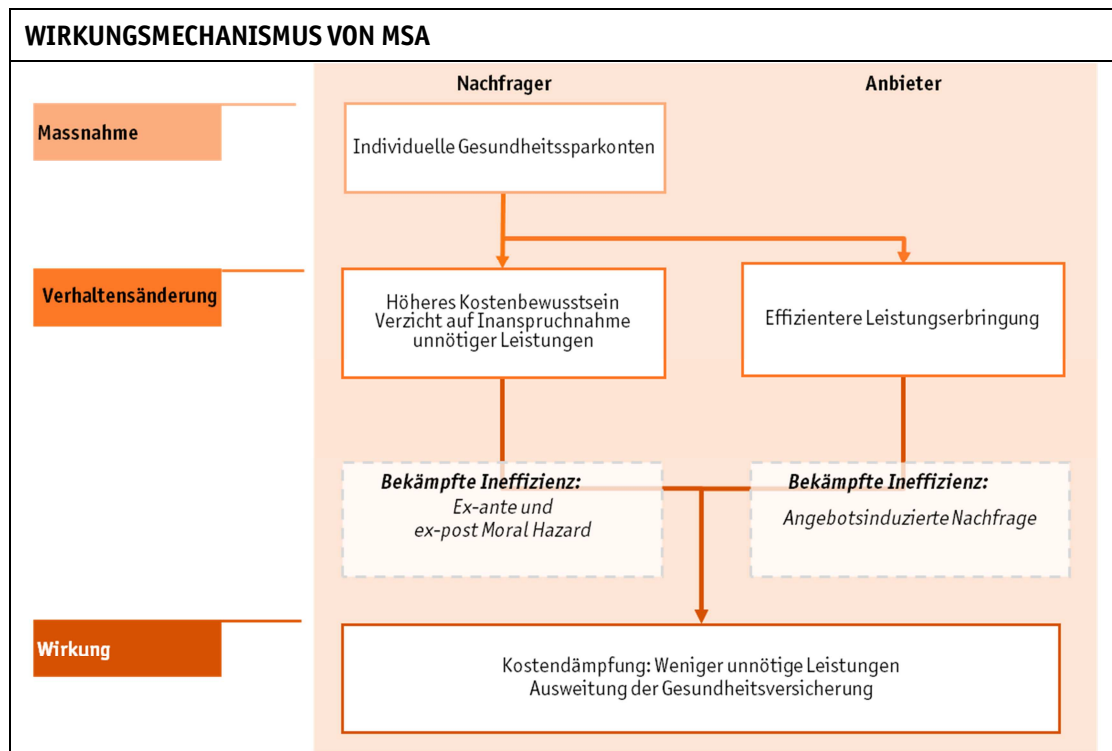 WIRKUNGSMECHANISMUS VON MSA
Nachfrager
Anbieter
Massnahme
Individuelle Gesundheitssparkonten
Verhaltensänderung
Höheres Kostenbewusstsein
Verzicht auf Inanspruchnahme
unnötiger Leistungen
Effizientere Leistungserbringung
Bekämpfte Ineffizienz:
Ex-ante und
ex-post Moral Hazard
Bekämpfte Ineffizienz:
Angebotsinduzierte Nachfrage
Wirkung
Kostendämpfung: Weniger unnötige Leistungen
Ausweitung der Gesundheitsversicherung